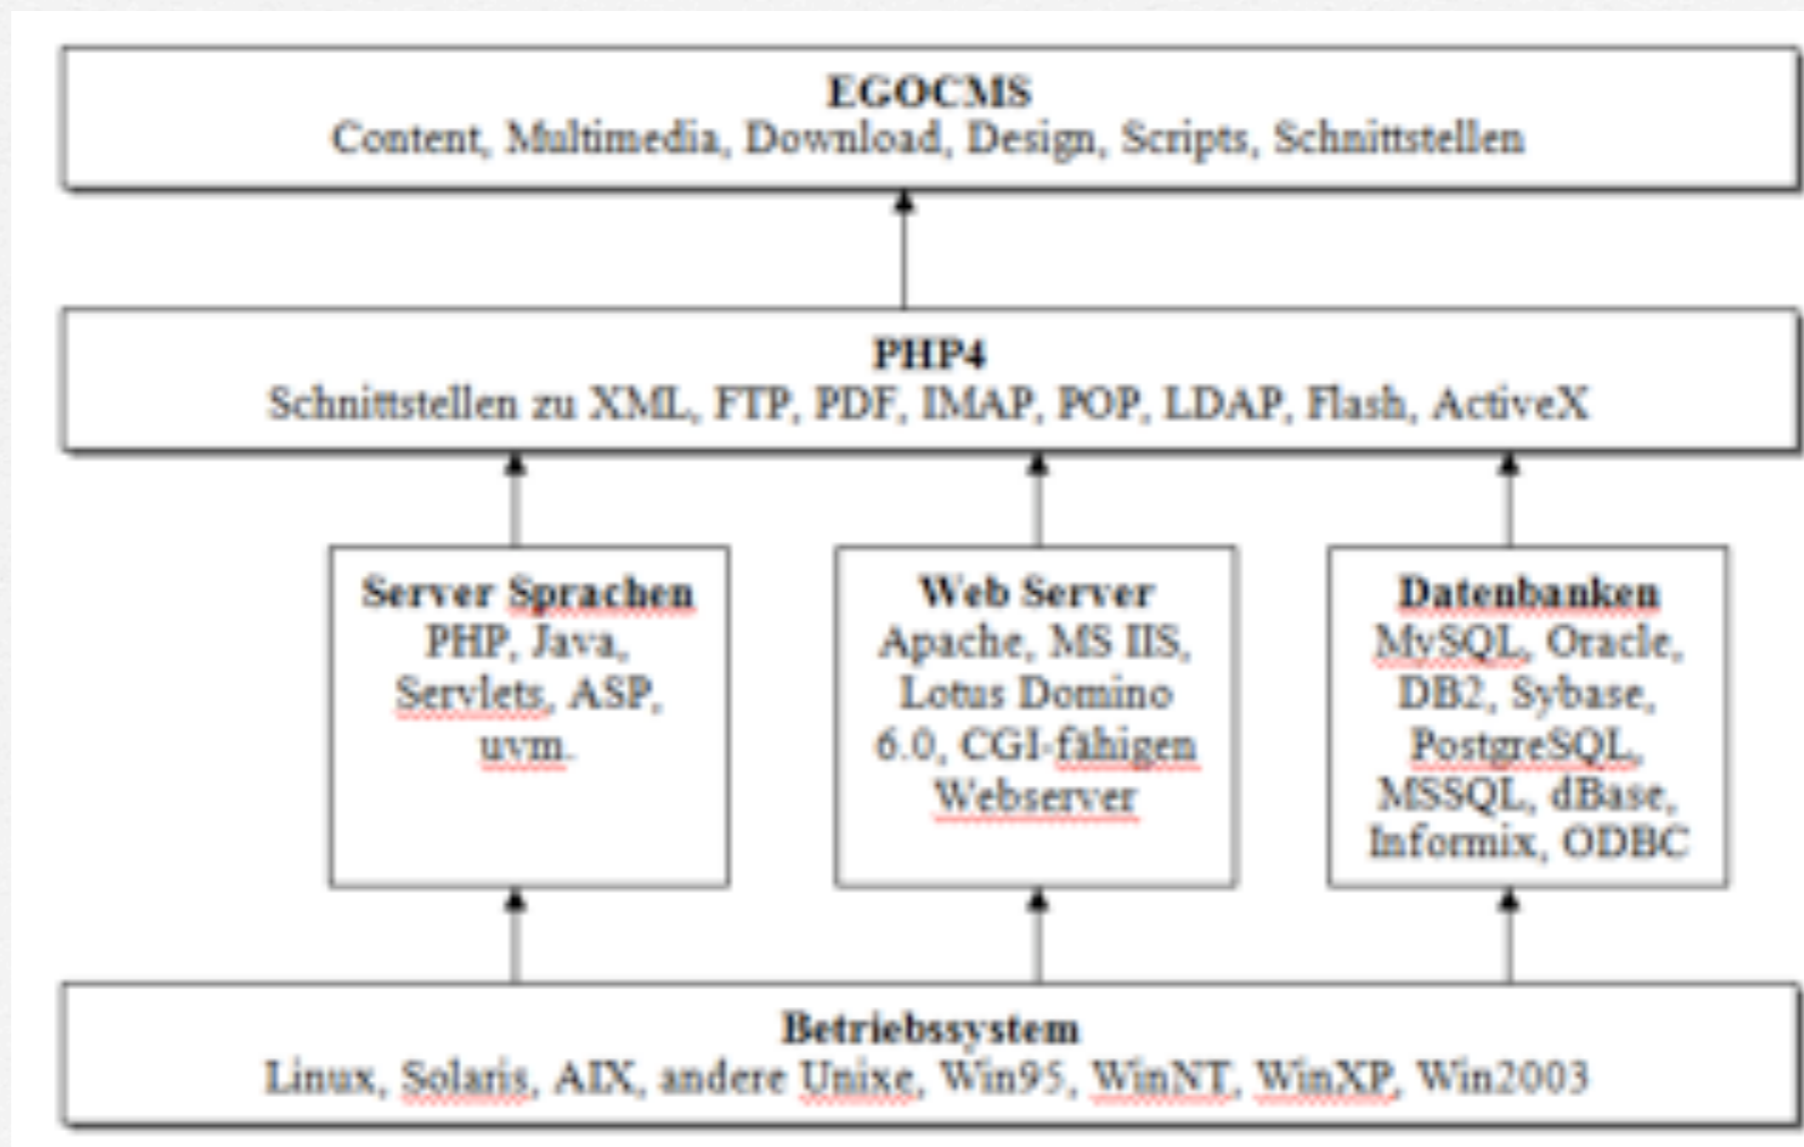 EGOCMS
Content, Multimedia, Download, Design, Scripts, Schnittstellen
PHP4
Schnittstellen zu XML, FTP, PDF, IMAP, POP, LDAP, Flash, ActiveX
Server Sprachen
PHP, Java,
Servlets, ASP,
uvm.
Web Server
Apache, MS IIS,
Lotus Domino
6.0, CGI-fähigen
Webserver
Datenbanken
MySQL, Oracle,
DB2, Sybase,
PostgreSQL,
MSSQL, dBase,
Informix, ODBC
Betriebssystem
Linux, Solaris, AIX, andere Unixe, Win95, WinNT, WinXP, Win2003